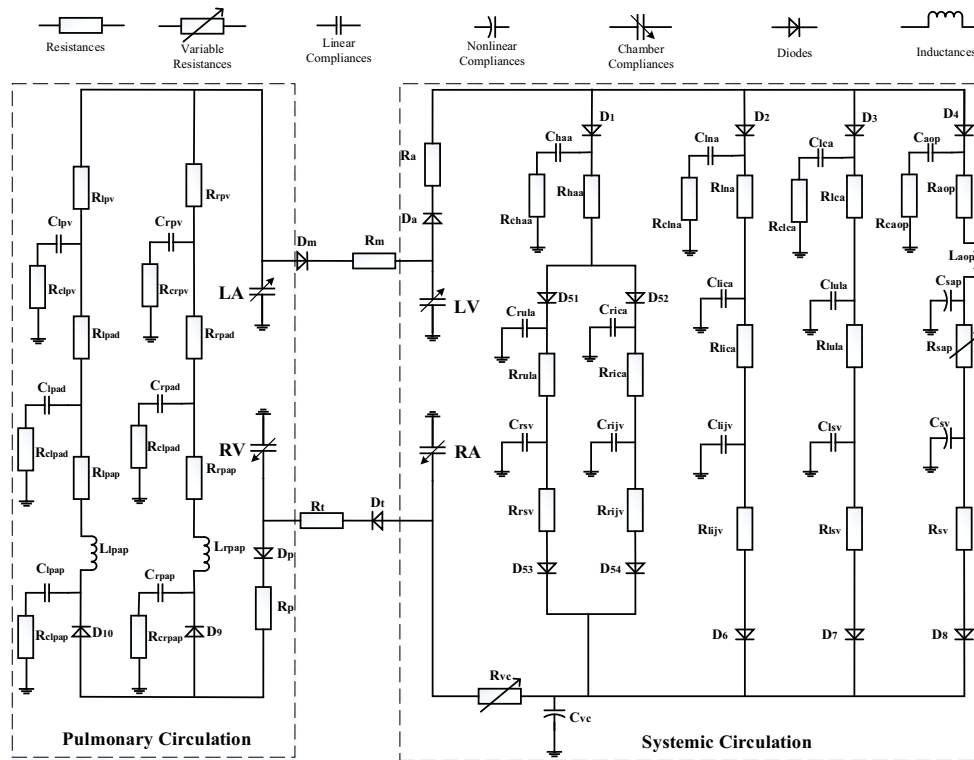 Resistances
Variable
Resistances
Linear
Compliances
Nonlinear
Compliances
Chamber
Compliances
Diodes
Inductances
D1
D2
D3
D4
Chaa
Clna
Clca
Caop
Ra
Rhaa
Rlna
Rlca
Raop
Rchaa
Rclna
Rclca
Rcaop
Rlpv
Rrpv
Clpv
Crpv
Da
Dm
Rm
Laop
Rclpv
Rcrpv
LA
LV
D51
D52
Clica
Clula
Csap
Crula
Crica
Rlpad
Rrpad
Rrula
Rrica
Rlica
Rlula
Rsap
Clpad
Crpad
Rclpad
Rclpad
RV
RA
Crsv
Crijv
Clijv
Clsv
Csv
Rlpap
Rrpap
Rt
Dt
Rrsv
Rrijv
Rlijv
Rlsv
Rsv
Llpap
Lrpap
Dp
Clpap
Crpap
D53
D54
Rp
Rclpap
D10
Rcrpap
D9
D6
D7
D8
Rvc
Cvc
Pulmonary Circulation
Systemic Circulation